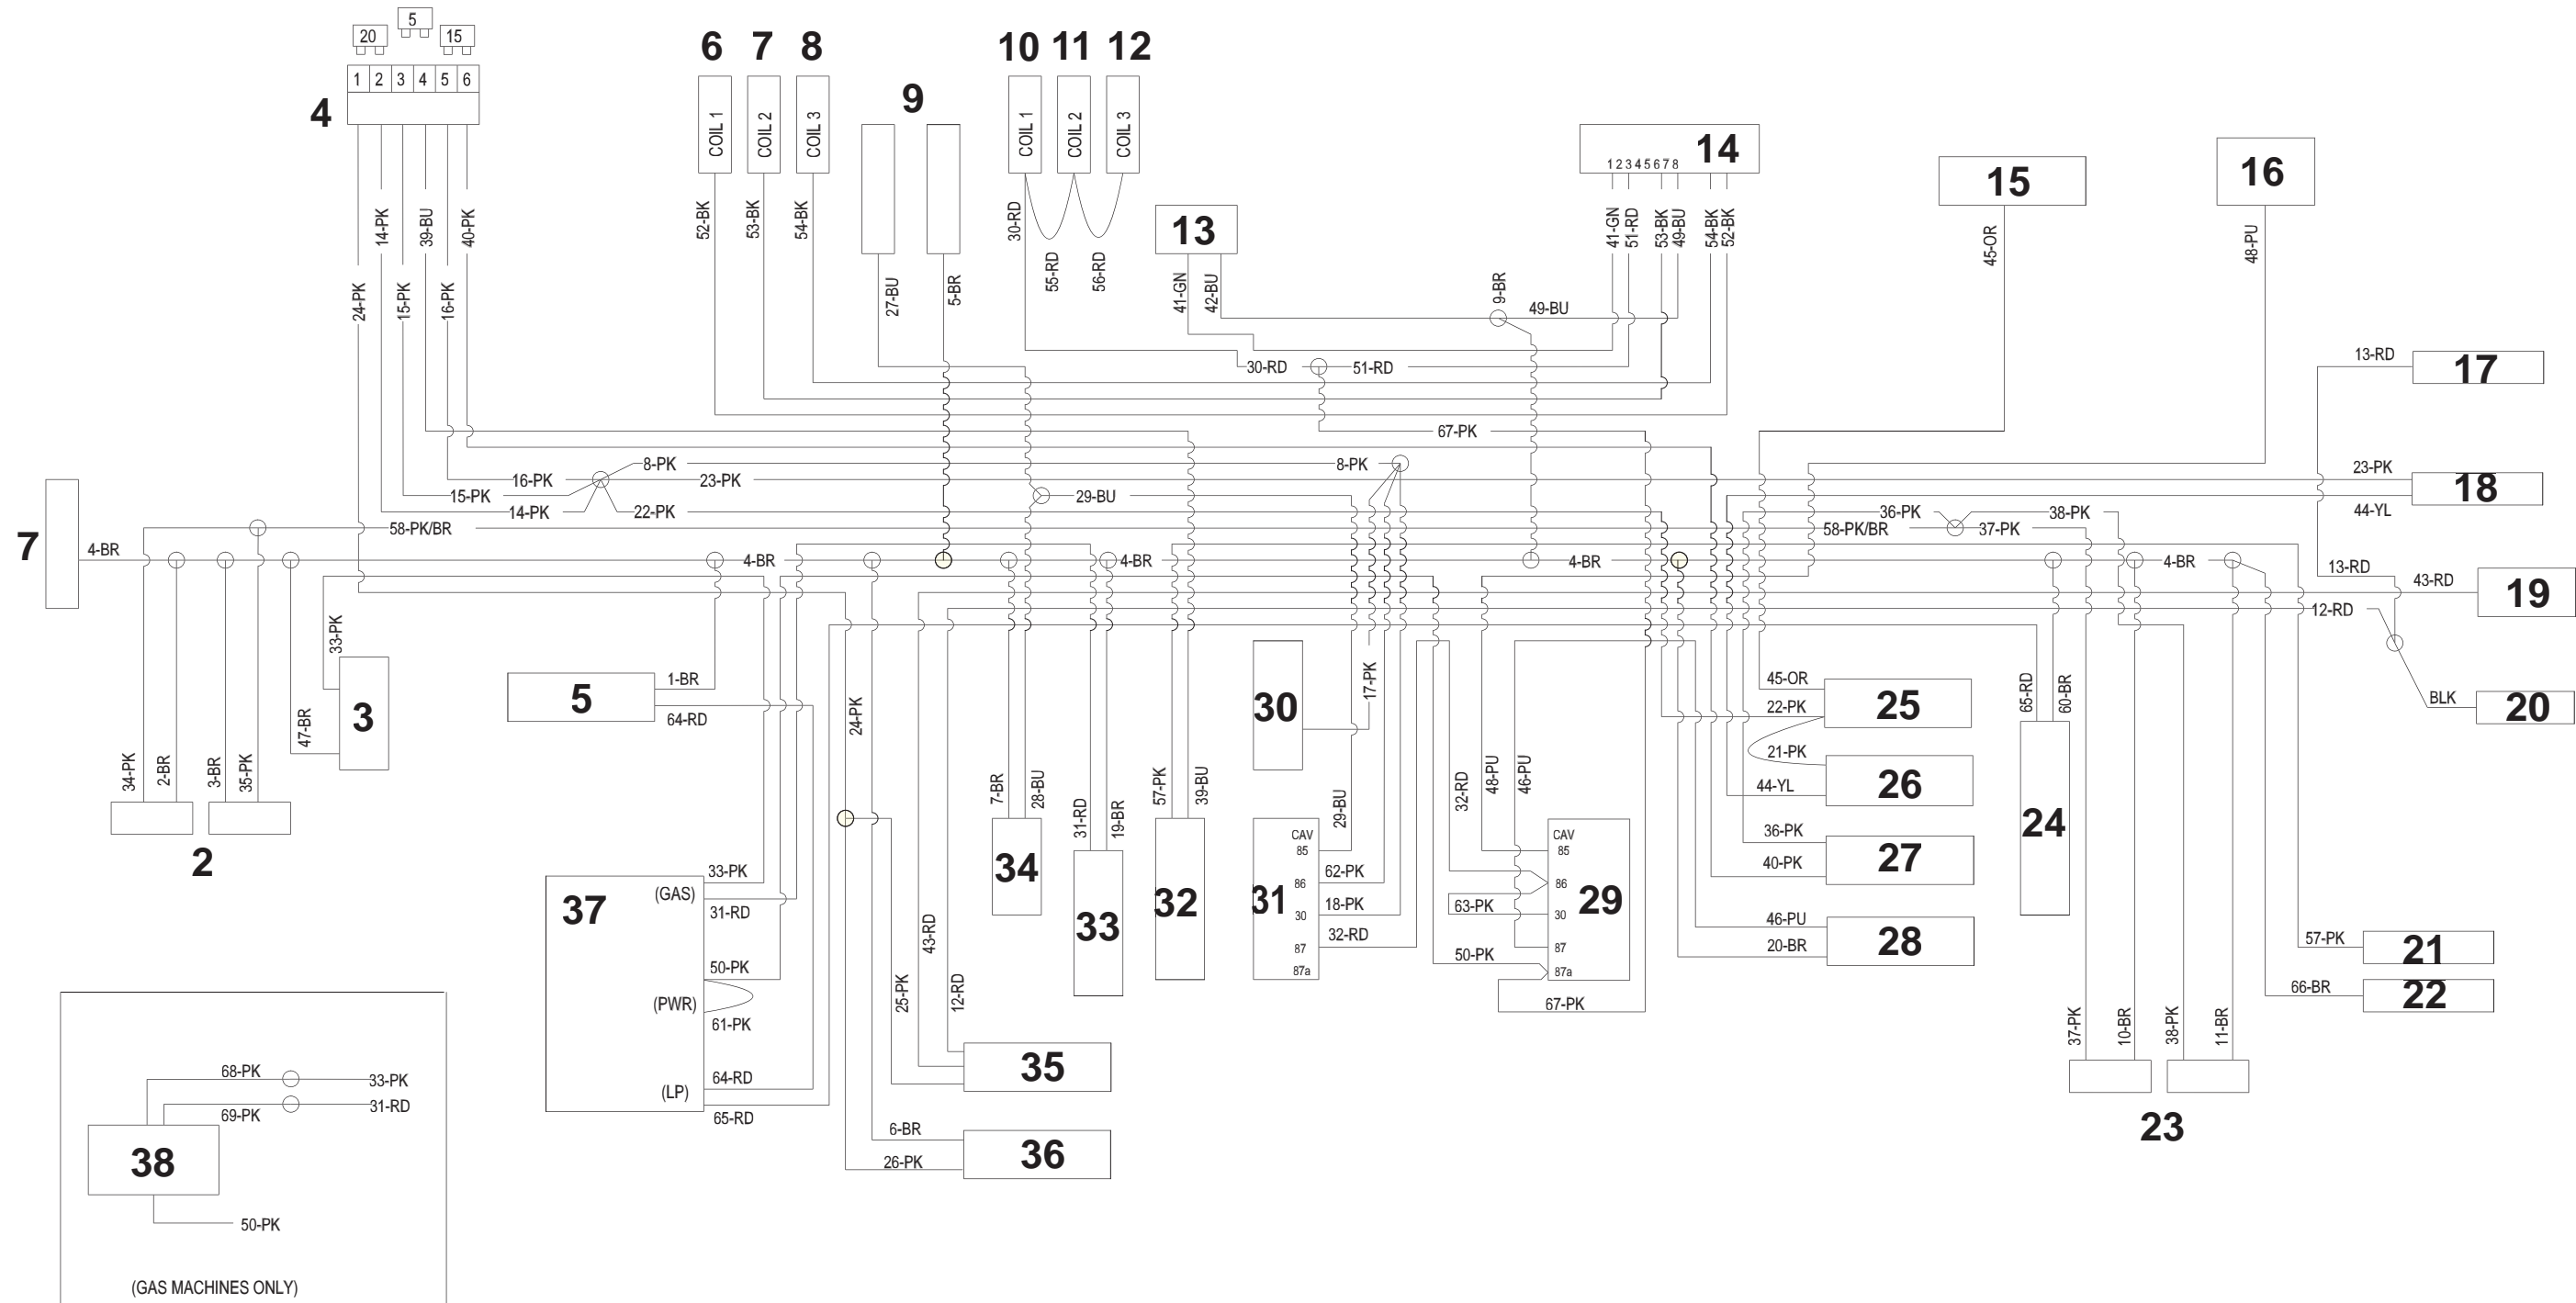 5
20
15
6 7 8
10 11 12
1 2 3 4 5 6
9
4
COIL 1
COIL 2
COIL 3
COIL 1
COIL 2
COIL 3
14
1 2 3 4 5 6 7 8
15
16
13
14-PK
39-BU
40-PK
52-BK
53-BK
54-BK
30-RD
41-GN
51-RD
53-BK
49-BU
54-BK
52-BK
45-OR
48-PU
24-PK
15-PK
16-PK
27-BU
5-BR
55-RD
56-RD
41-GN
42-BU
9-BR
49-BU
13-RD
17
30-RD
51-RD
67-PK
8-PK
8-PK
23-PK
16-PK
23-PK
18
15-PK
29-BU
14-PK
22-PK
36-PK
38-PK
44-YL
58-PK/BR
58-PK/BR
37-PK
7
4-BR
4-BR
4-BR
4-BR
4-BR
13-RD
43-RD
19
12-RD
33-PK
3
47-BR
5
1-BR
64-RD
24-PK
30
17-PK
45-OR
22-PK
25
65-RD
60-BR
BLK
20
34-PK
2-BR
3-BR
35-PK
2
7-BR
28-BU
31-RD
19-BR
57-PK
39-BU
29-BU
32-RD
48-PU
46-PU
21-PK
26
44-YL
24
36-PK
27
40-PK
34
33
32
31
CAV
85
86
30
87
87a
62-PK
18-PK
32-RD
63-PK
50-PK
67-PK
CAV
85
86
30
87
87a
29
46-PU
28
20-BR
57-PK
21
66-BR
22
37
(GAS)
33-PK
31-RD
50-PK
(PWR)
61-PK
64-RD
(LP)
65-RD
43-RD
25-PK
12-RD
35
6-BR
26-PK
36
37-PK
10-BR
38-PK
11-BR
23
68-PK
33-PK
69-PK
31-RD
38
50-PK
(GAS MACHINES ONLY)